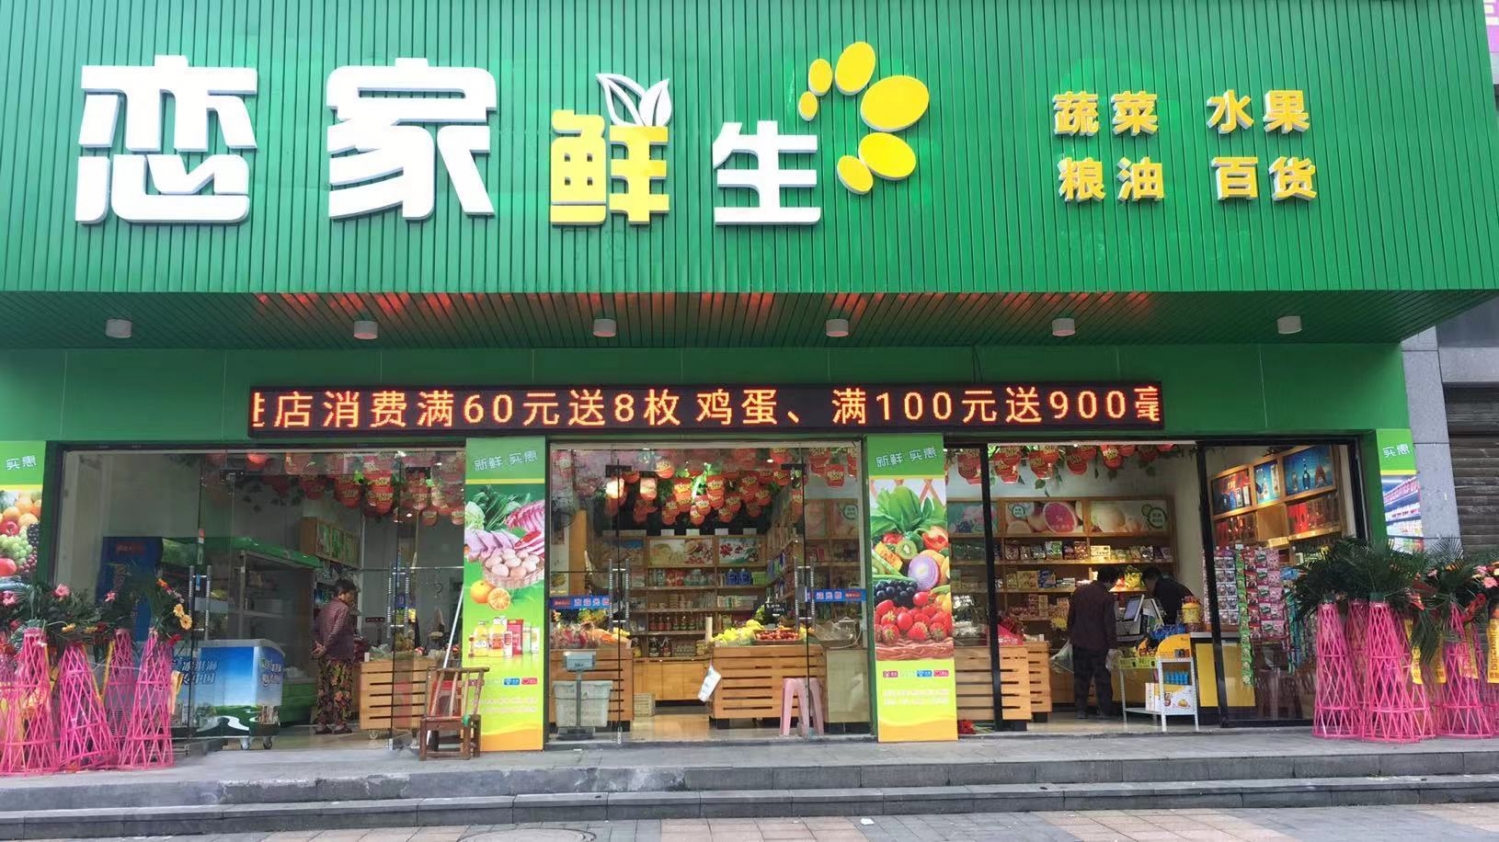 恋家鲜生
蔬菜 水果
粮油 百货
进店消费满60元送8枚鸡蛋、满100元送900毫
实惠
新鲜 实惠
新鲜 实惠
实惠